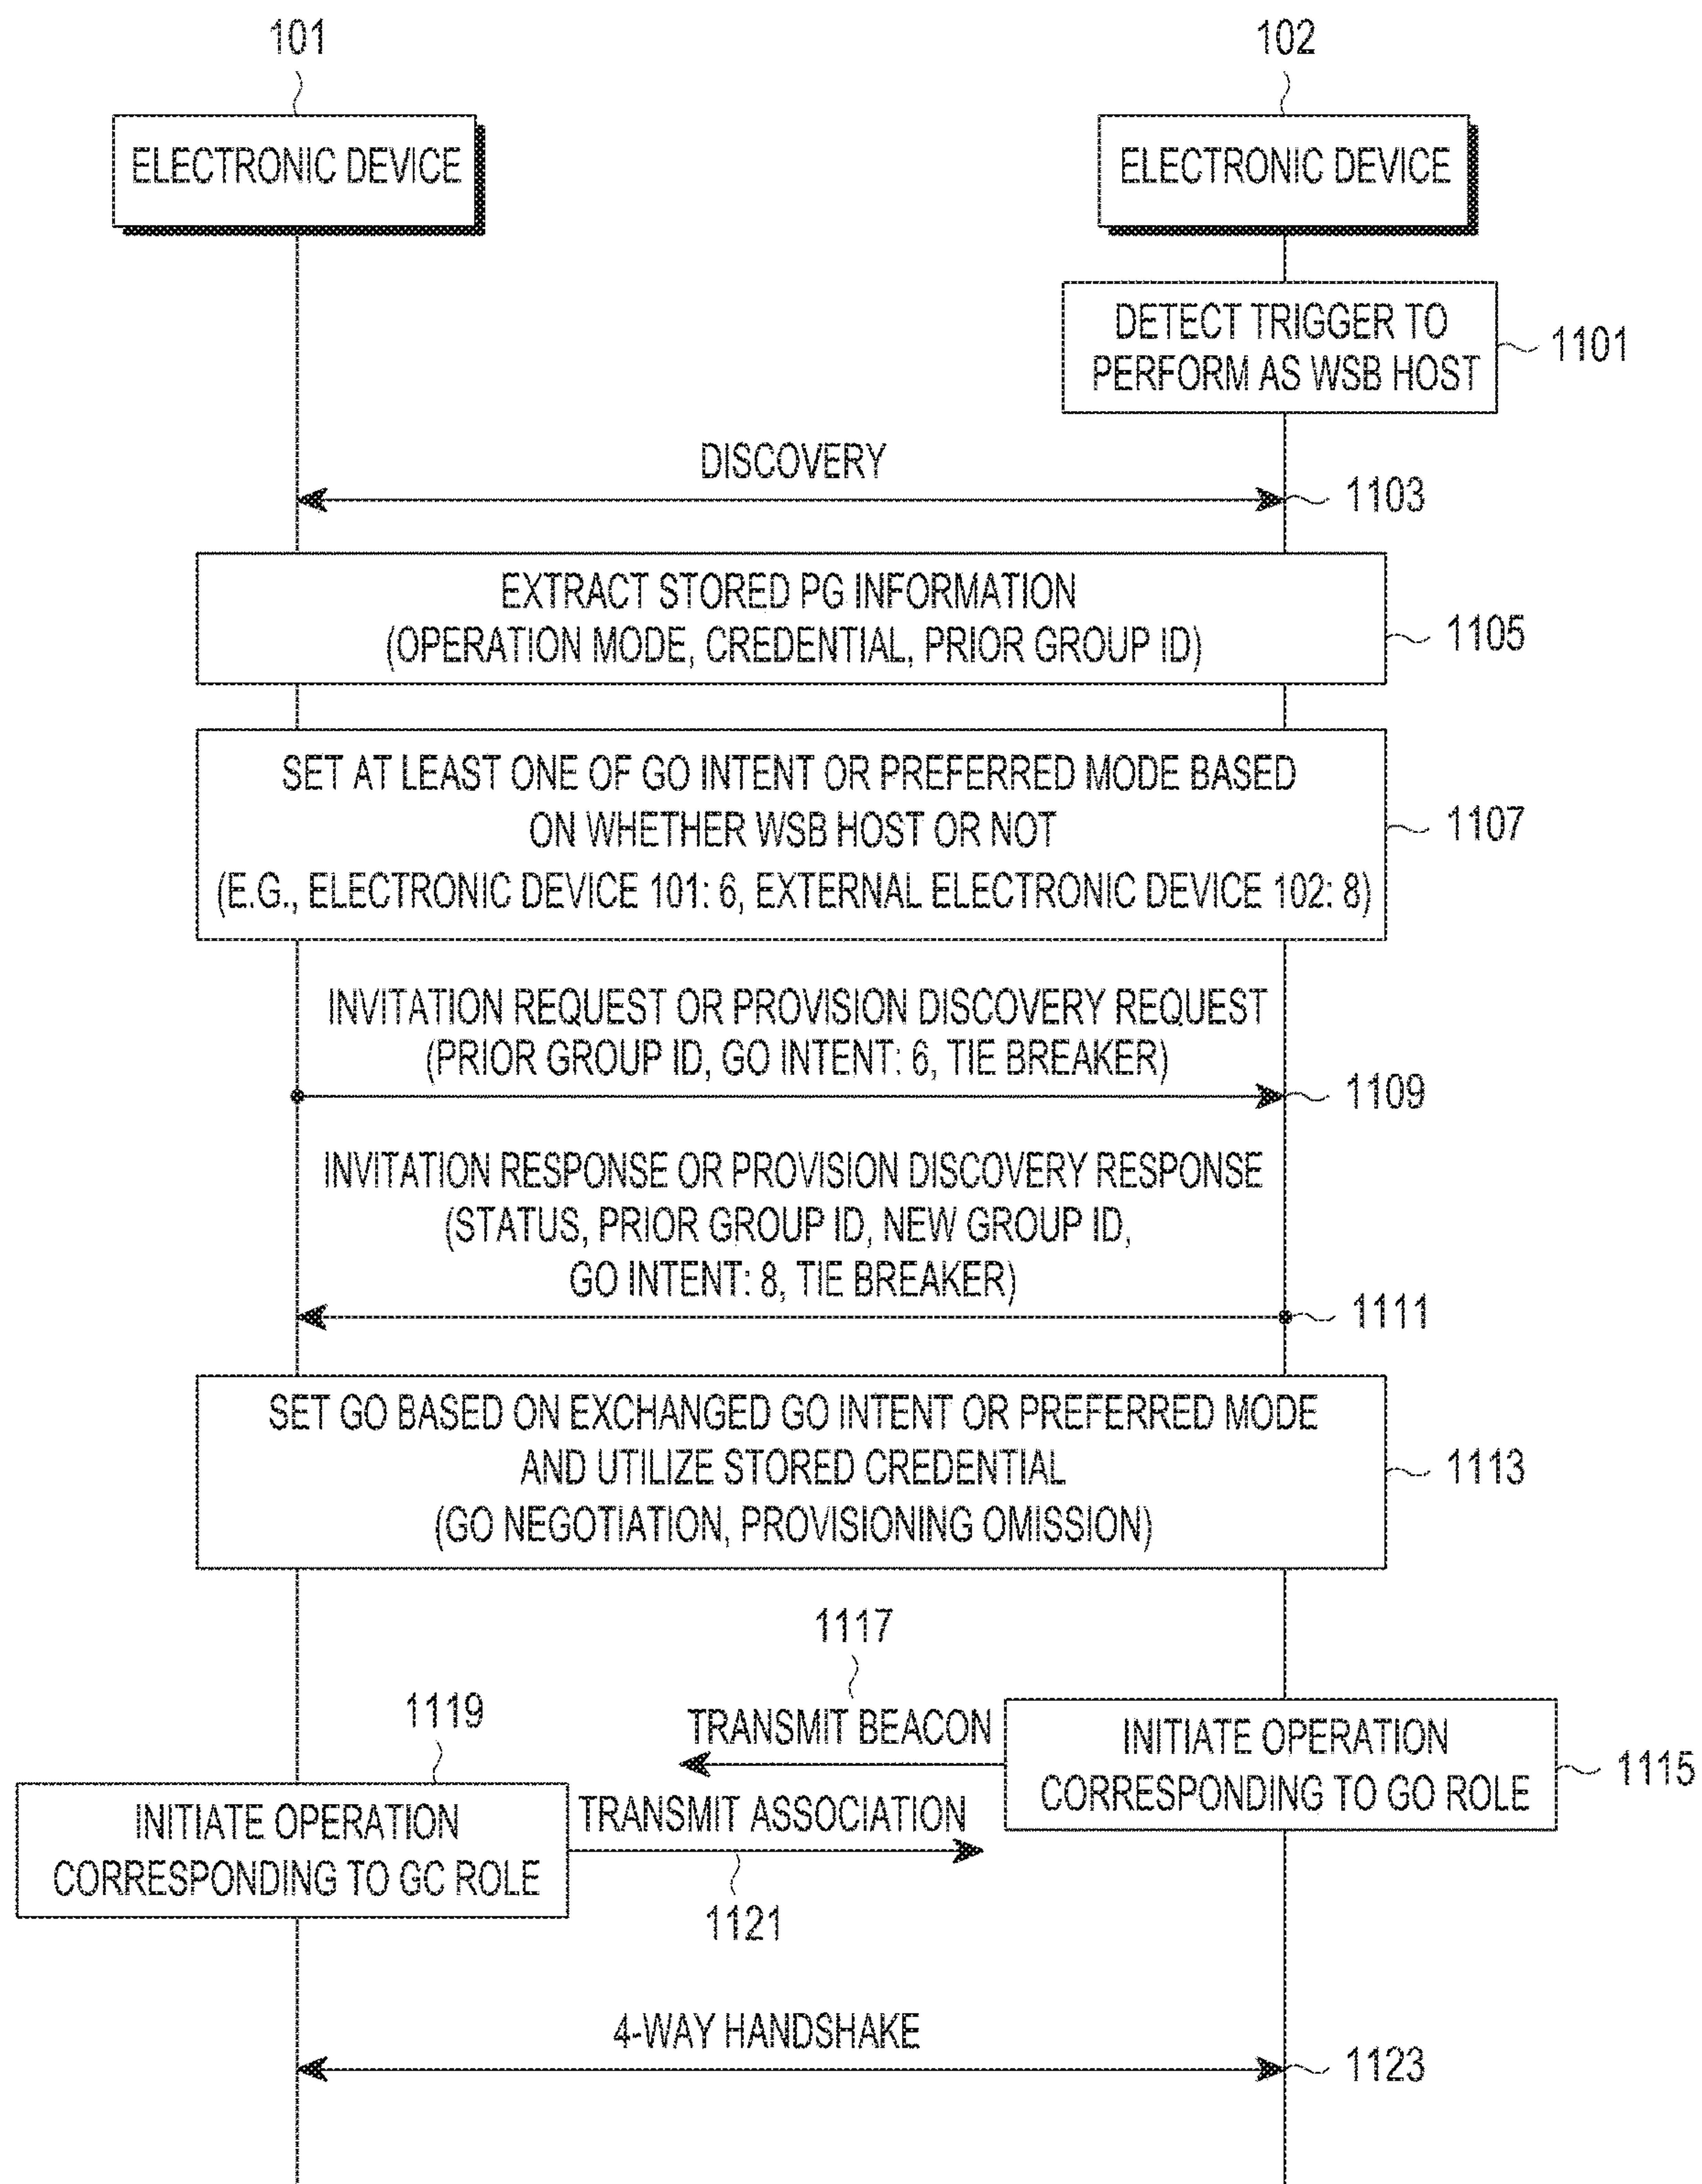 101
102
ELECTRONIC DEVICE
ELECTRONIC DEVICE
DETECT TRIGGER TO
PERFORM AS WSB HOST
1101
DISCOVERY
1103
EXTRACT STORED PG INFORMATION
(OPERATION MODE, CREDENTIAL, PRIOR GROUP ID)
1105
SET AT LEAST ONE OF GO INTENT OR PREFERRED MODE BASED
ON WHETHER WSB HOST OR NOT
(E.G., ELECTRONIC DEVICE 101: 6, EXTERNAL ELECTRONIC DEVICE 102: 8)
1107
INVITATION REQUEST OR PROVISION DISCOVERY REQUEST
(PRIOR GROUP ID, GO INTENT: 6, TIE BREAKER)
1109
INVITATION RESPONSE OR PROVISION DISCOVERY RESPONSE
(STATUS, PRIOR GROUP ID, NEW GROUP ID,
GO INTENT: 8, TIE BREAKER)
1111
SET GO BASED ON EXCHANGED GO INTENT OR PREFERRED MODE
AND UTILIZE STORED CREDENTIAL
(GO NEGOTIATION, PROVISIONING OMISSION)
1113
1117
TRANSMIT BEACON
INITIATE OPERATION
CORRESPONDING TO GO ROLE
1115
1119
INITIATE OPERATION
CORRESPONDING TO GC ROLE
TRANSMIT ASSOCIATION
1121
4-WAY HANDSHAKE
1123